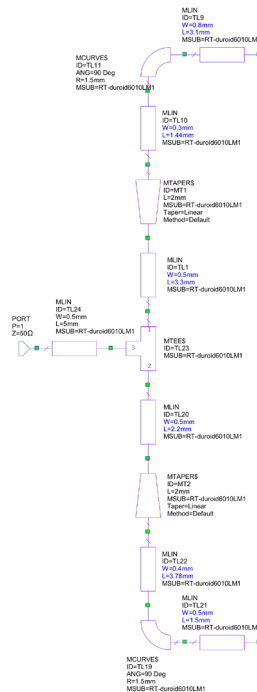 MLIN
ID=TL9
W=0.8mm
L=3.1mm
MSUB=RT-duroid6010LM1
MCURVE$
ID=TL11
ANG=90 Deg
R=1.5mm
MSUB=RT-duroid6010LM1
MLIN
ID=TL10
W=0.3mm
L=1.44mm
MSUB=RT-duroid6010LM1
MTAPER$
ID=MT1
L=2mm
MSUB=RT-duroid6010LM1
Taper=Linear
Method=Default
MLIN
ID=TL1
W=0.5mm
L=3.3mm
MSUB=RT-duroid6010LM1
MLIN
ID=TL24
W=0.5mm
L=5mm
MSUB=RT-duroid6010LM1
PORT
P=1
Z=50Ω
1
3
2
MTEE$
ID=TL23
MSUB=RT-duroid6010LM1
MLIN
ID=TL20
W=0.5mm
L=2.2mm
MSUB=RT-duroid6010LM1
MTAPER$
ID=MT2
L=2mm
MSUB=RT-duroid6010LM1
Taper=Linear
Method=Default
MLIN
ID=TL22
W=0.4mm
L=3.78mm
MSUB=RT-duroid6010LM1
MLIN
ID=TL21
W=0.5mm
L=1.5mm
MSUB=RT-duroid6010LM1
MCURVE$
ID=TL19
ANG=90 Deg
R=1.5mm
MSUB=RT-duroid6010LM1